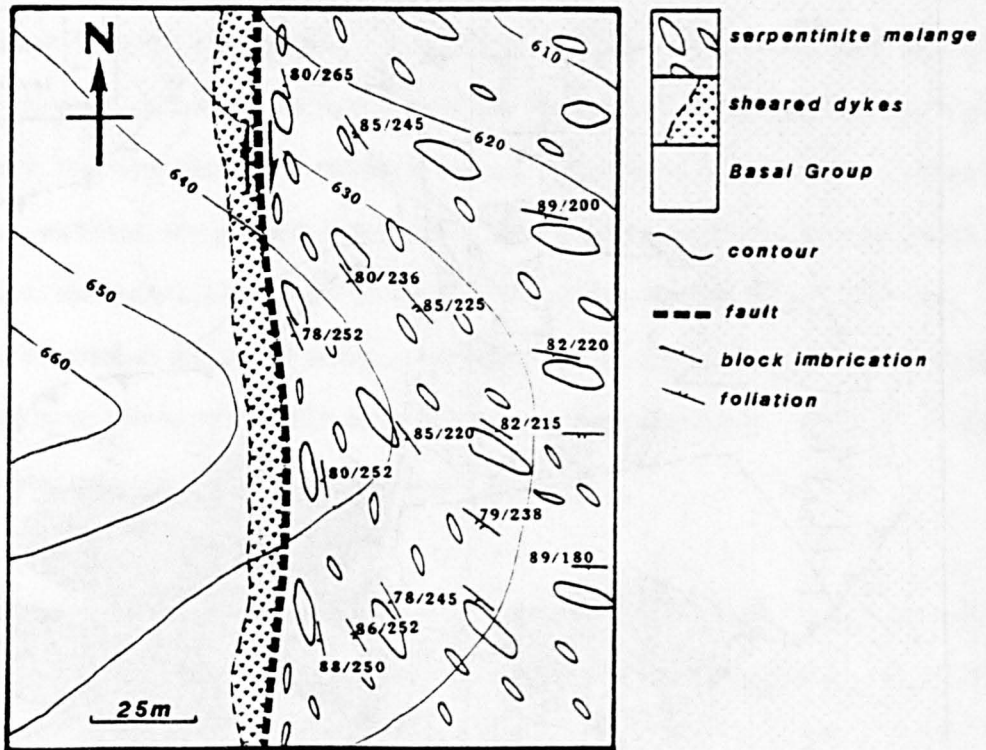 N
610
80/265
85/245
620
640
630
89/200
80/236
650
85/225
78/252
82/220
660
85/220
82/215
80/252
79/238
89/180
78/245
86/252
88/250
25m
serpentinite melange
sheared dykes
Basal Group
contour
fault
block imbrication
foliation